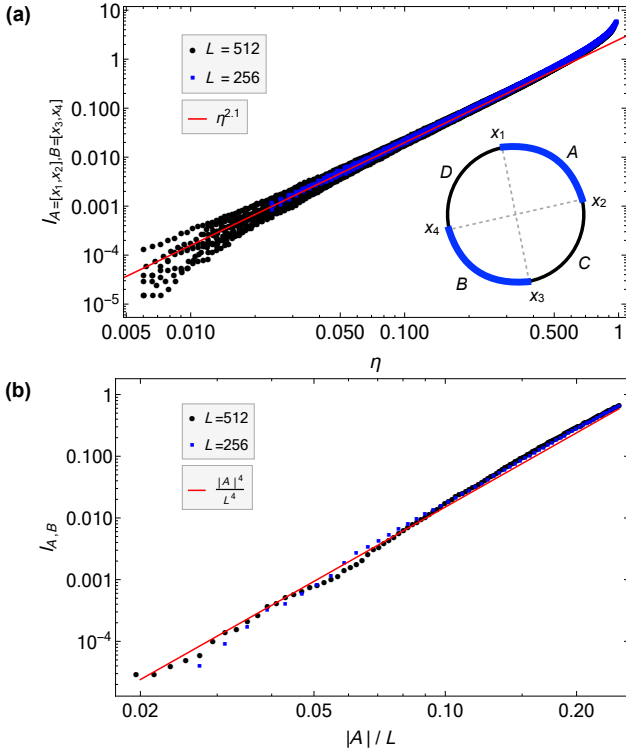 (a)
I_{A=[x_1,x_2],B=[x_3,x_4]}
10
1
0.100
0.010
0.001
10^{-4}
10^{-5}
L = 512
L = 256
η^{2.1}
x_1
A
D
x_2
x_4
B
C
x_3
0.005 0.010 0.050 0.100 0.500 1
η
(b)
I_{A,B}
1
0.100
0.010
0.001
10^{-4}
L=512
L=256
|A|^4
L^4
0.02 0.05 0.10 0.20
|A| / L